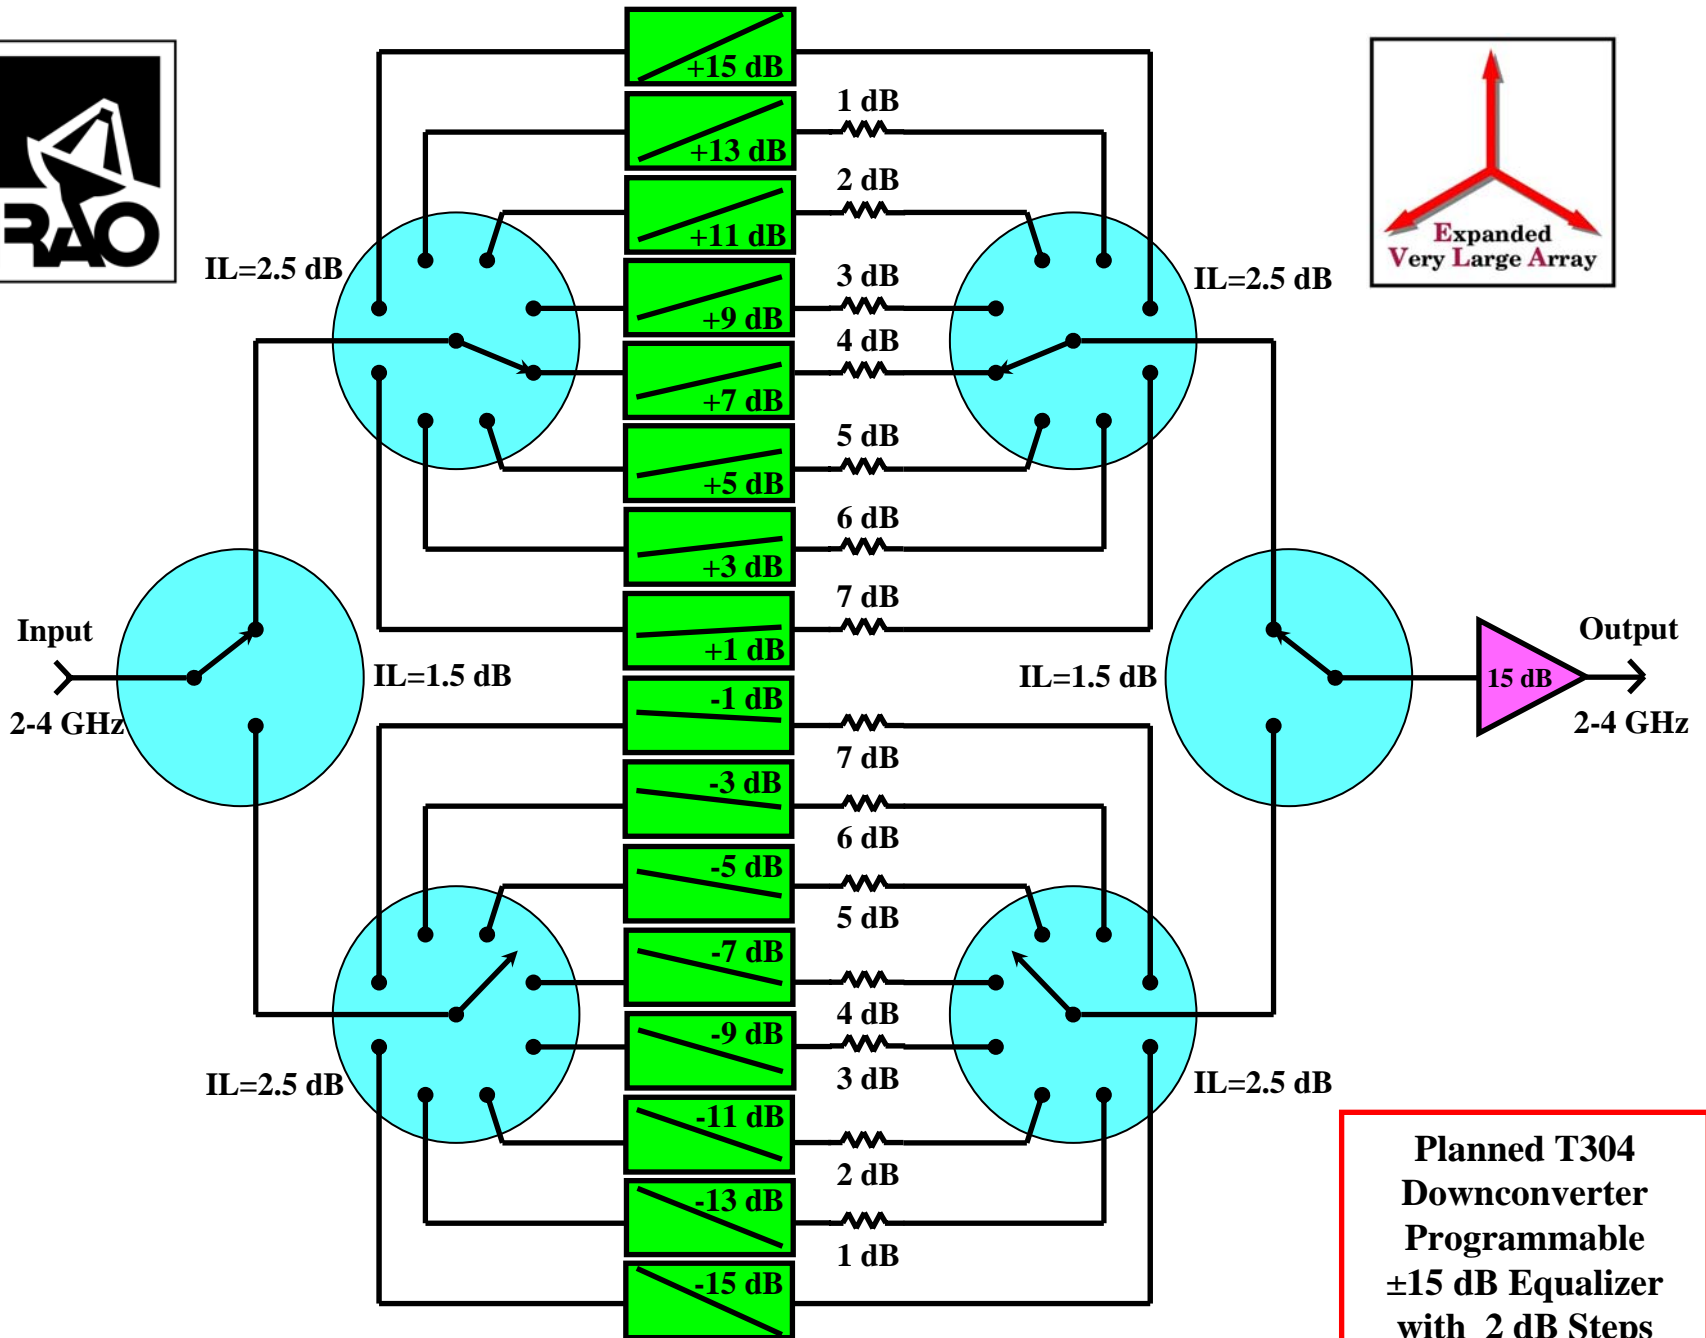 +15 dB
1 dB
+13 dB
2 dB
+11 dB
IL=2.5 dB
3 dB
+9 dB
4 dB
+7 dB
IL=2.5 dB
5 dB
+5 dB
6 dB
+3 dB
7 dB
+1 dB
RAO
Expanded
Very Large Array
Input
2-4 GHz
IL=1.5 dB
IL=1.5 dB
15 dB
Output
2-4 GHz
-1 dB
7 dB
-3 dB
6 dB
-5 dB
5 dB
-7 dB
4 dB
-9 dB
3 dB
IL=2.5 dB
IL=2.5 dB
-11 dB
2 dB
-13 dB
1 dB
-15 dB
Planned T304
Downconverter
Programmable
±15 dB Equalizer
with 2 dB Steps